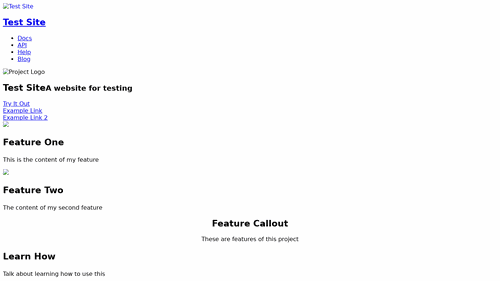 Test Site
Test Site
Docs
API
Help
Blog
Project Logo
Test Site A website for testing
Try It Out
Example Link
Example Link 2
Feature One
This is the content of my feature
Feature Two
The content of my second feature
Feature Callout
These are features of this project
Learn How
Talk about learning how to use this